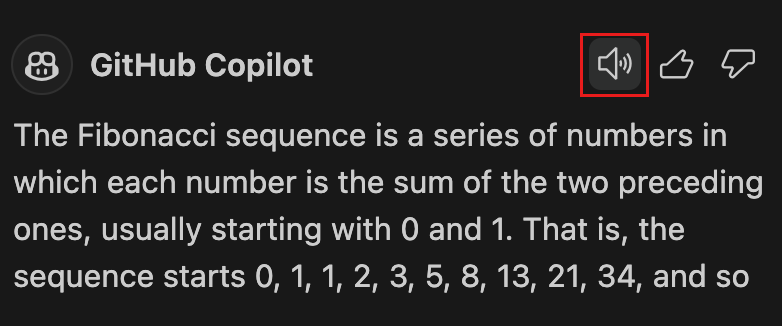 GitHub Copilot
The Fibonacci sequence is a series of numbers in
which each number is the sum of the two preceding
ones, usually starting with 0 and 1. That is, the
sequence starts 0, 1, 1, 2, 3, 5, 8, 13, 21, 34, and so